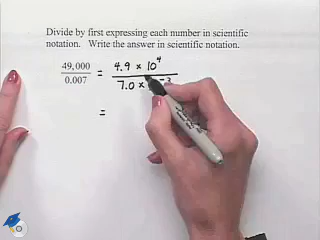 Divide by first expressing each number in scientific
notation. Write the answer in scientific notation.
49,000 = 4.9 × 10⁴
0.007 7.0 × ⁻³
=